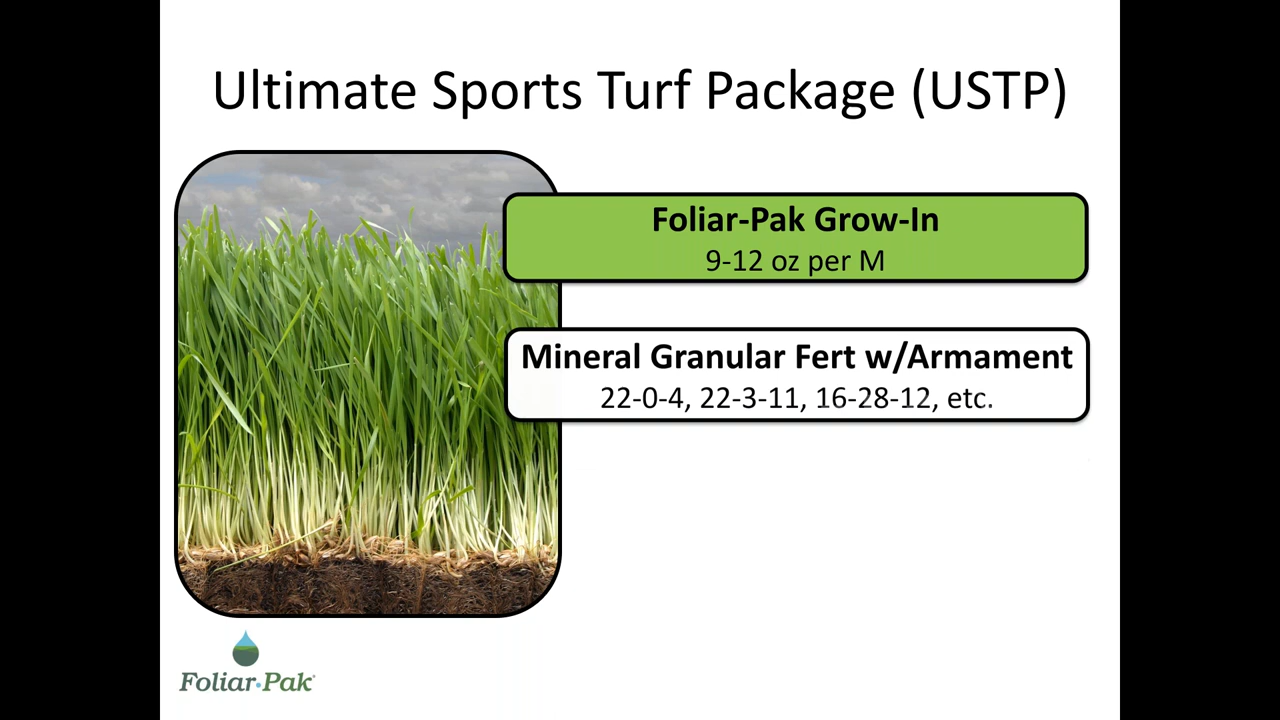 Ultimate Sports Turf Package (USTP)
Foliar-Pak Grow-In
9-12 oz per M
Mineral Granular Fert w/Armament
22-0-4, 22-3-11, 16-28-12, etc.
Foliar·Pak